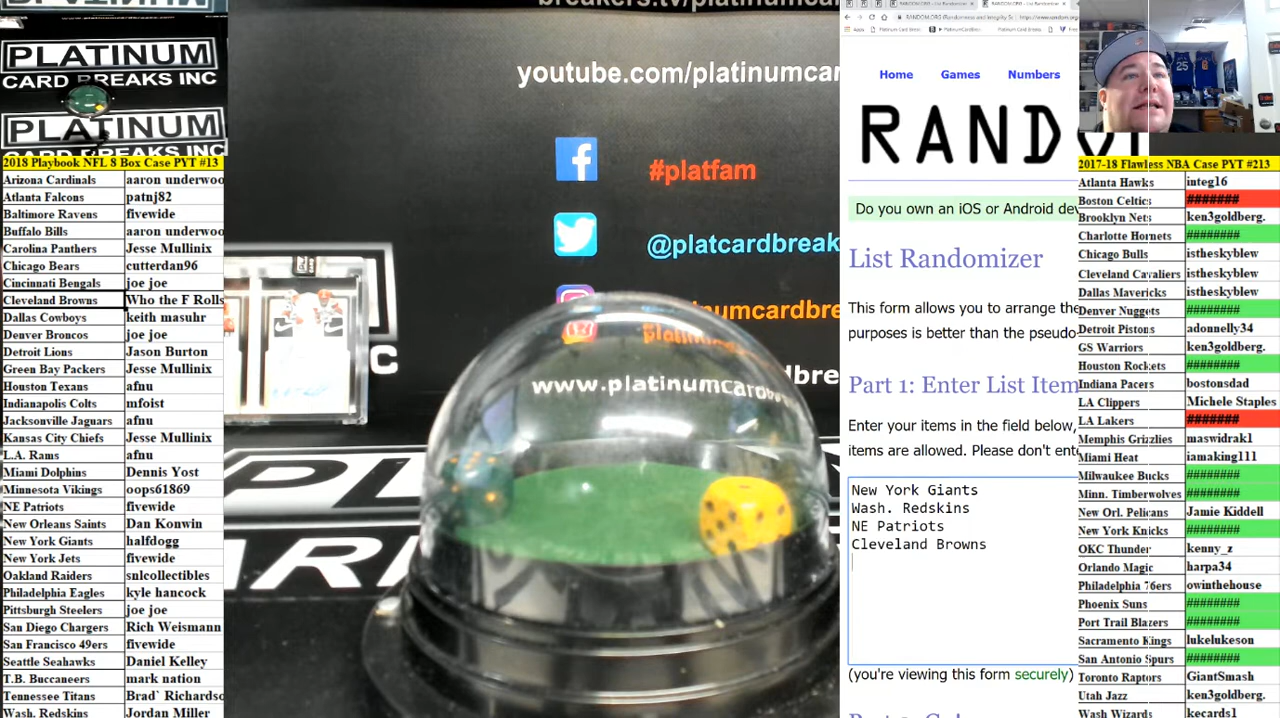 PLATINUM
CARD BREAKS INC
PLATINUM
2018 Playbook NFL 8 Box Case PYT #13
Arizona Cardinals aaron underwoo
Atlanta Falcons patnj82
Baltimore Ravens fivewide
Buffalo Bills aaron underwoo
Carolina Panthers Jesse Mullinix
Chicago Bears cutterdan96
Cincinnati Bengals joe joe
Cleveland Browns Who the F Rolls
Dallas Cowboys keith masuhr
Denver Broncos joe joe
Detroit Lions Jason Burton
Green Bay Packers Jesse Mullinix
Houston Texans afnu
Indianapolis Colts mfoist
Jacksonville Jaguars afnu
Kansas City Chiefs Jesse Mullinix
L.A. Rams afnu
Miami Dolphins Dennis Yost
Minnesota Vikings oops61869
NE Patriots fivewide
New Orleans Saints Dan Konwin
New York Giants halfdogg
New York Jets fivewide
Oakland Raiders snlcollectibles
Philadelphia Eagles kyle hancock
Pittsburgh Steelers joe joe
San Diego Chargers Rich Weismann
San Francisco 49ers fivewide
Seattle Seahawks Daniel Kelley
T.B. Buccaneers mark nation
Tennessee Titans Brad' Richardso
Wash. Redskins Jordan Miller
breakers.tv/platinum
youtube.com/platinumcar
#platfam
@platcardbreak
inumcardbre
www.platinumcardb
bre
Home Games Numbers
RANDO
Do you own an iOS or Android dev
List Randomizer
This form allows you to arrange the
purposes is better than the pseudo-
Part 1: Enter List Item
Enter your items in the field below,
items are allowed. Please don't ente
New York Giants
Wash. Redskins
NE Patriots
Cleveland Browns
(you're viewing this form securely)
25
2017-18 Flawless NBA Case PYT #213
Atlanta Hawks integ16
Boston Celtics #######
Brooklyn Nets ken3goldberg.
Charlotte Hornets ########
Chicago Bulls istheskyblew
Cleveland Cavaliers istheskyblew
Dallas Mavericks istheskyblew
Denver Nuggets ########
Detroit Pistons adonnelly34
GS Warriors ken3goldberg.
Houston Rockets ########
Indiana Pacers bostonsdad
LA Clippers Michele Staples
LA Lakers #######
Memphis Grizzlies maswidrak1
Miami Heat iamaking111
Milwaukee Bucks ########
Minn. Timberwolves ########
New Orl. Pelicans Jamie Kiddell
New York Knicks ########
OKC Thunder kenny_z
Orlando Magic harpa34
Philadelphia 76ers owinthehouse
Phoenix Suns ########
Port Trail Blazers ########
Sacramento Kings lukelukeson
San Antonio Spurs ########
Toronto Raptors GiantSmash
Utah Jazz ken3goldberg.
Wash Wizards kecards1